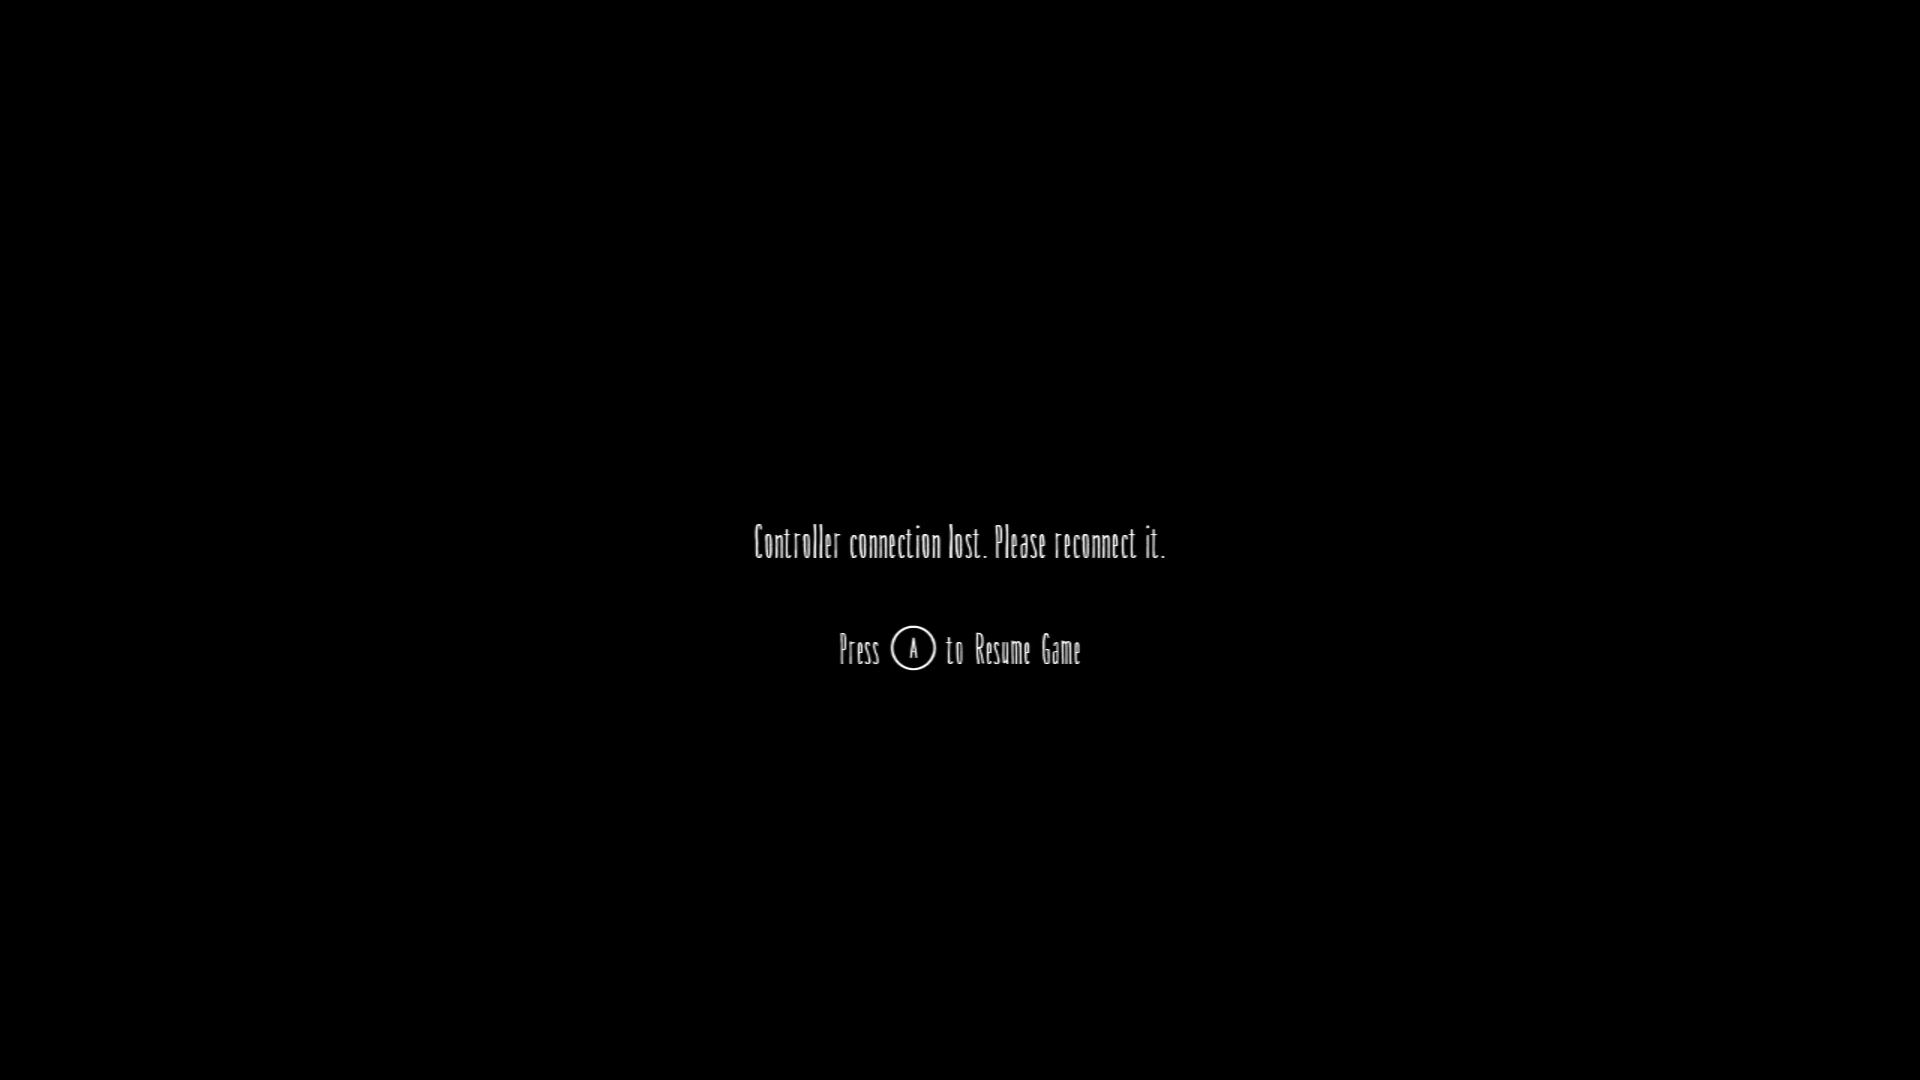 Controller connection lost. Please reconnect it.
Press A to Resume Game